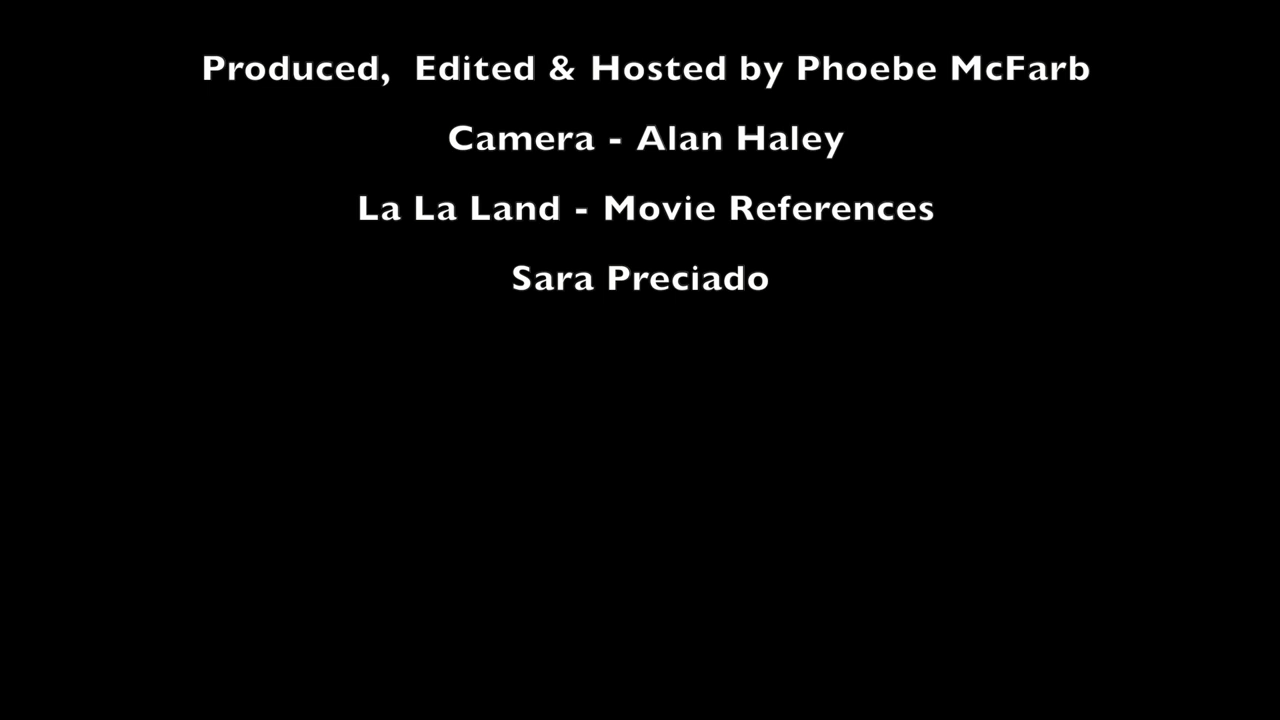 Produced,  Edited & Hosted by Phoebe McFarb
Camera - Alan Haley
La La Land - Movie References
Sara Preciado